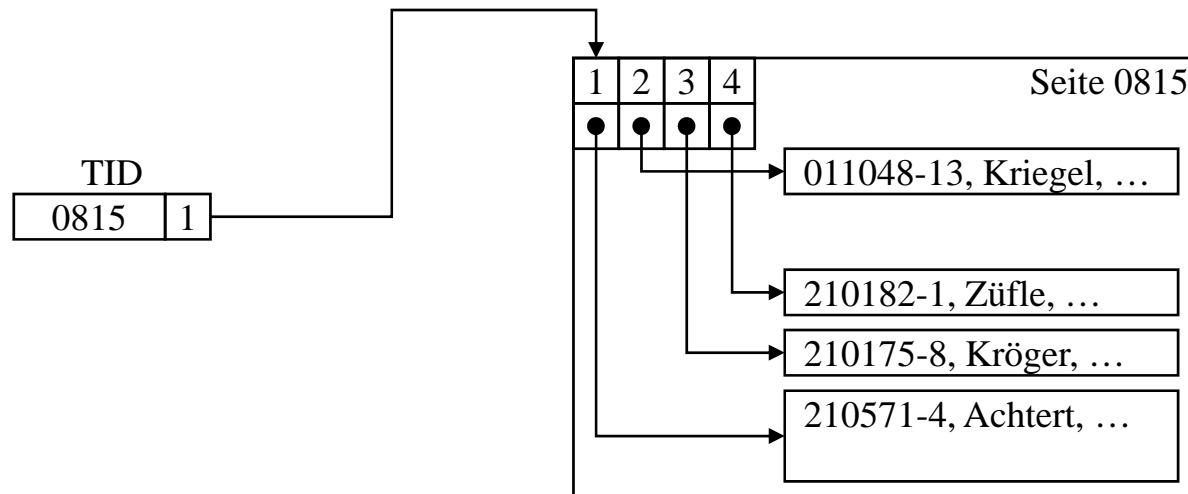 1 2 3 4 Seite 0815
011048-13, Kriegel, …
TID
0815 1
210182-1, Züfle, …
210175-8, Kröger, …
210571-4, Achtert, …